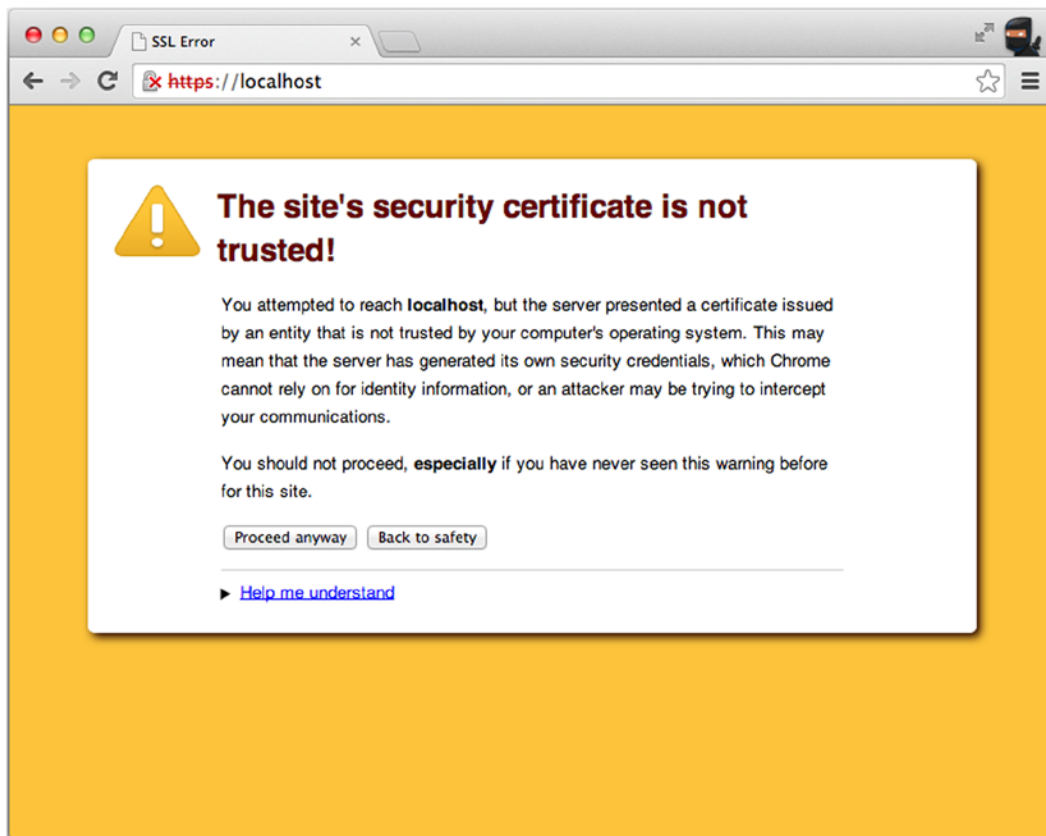 SSL Error
https://localhost
The site's security certificate is not
trusted!
You attempted to reach localhost, but the server presented a certificate issued
by an entity that is not trusted by your computer's operating system. This may
mean that the server has generated its own security credentials, which Chrome
cannot rely on for identity information, or an attacker may be trying to intercept
your communications.
You should not proceed, especially if you have never seen this warning before
for this site.
Proceed anyway Back to safety
Help me understand